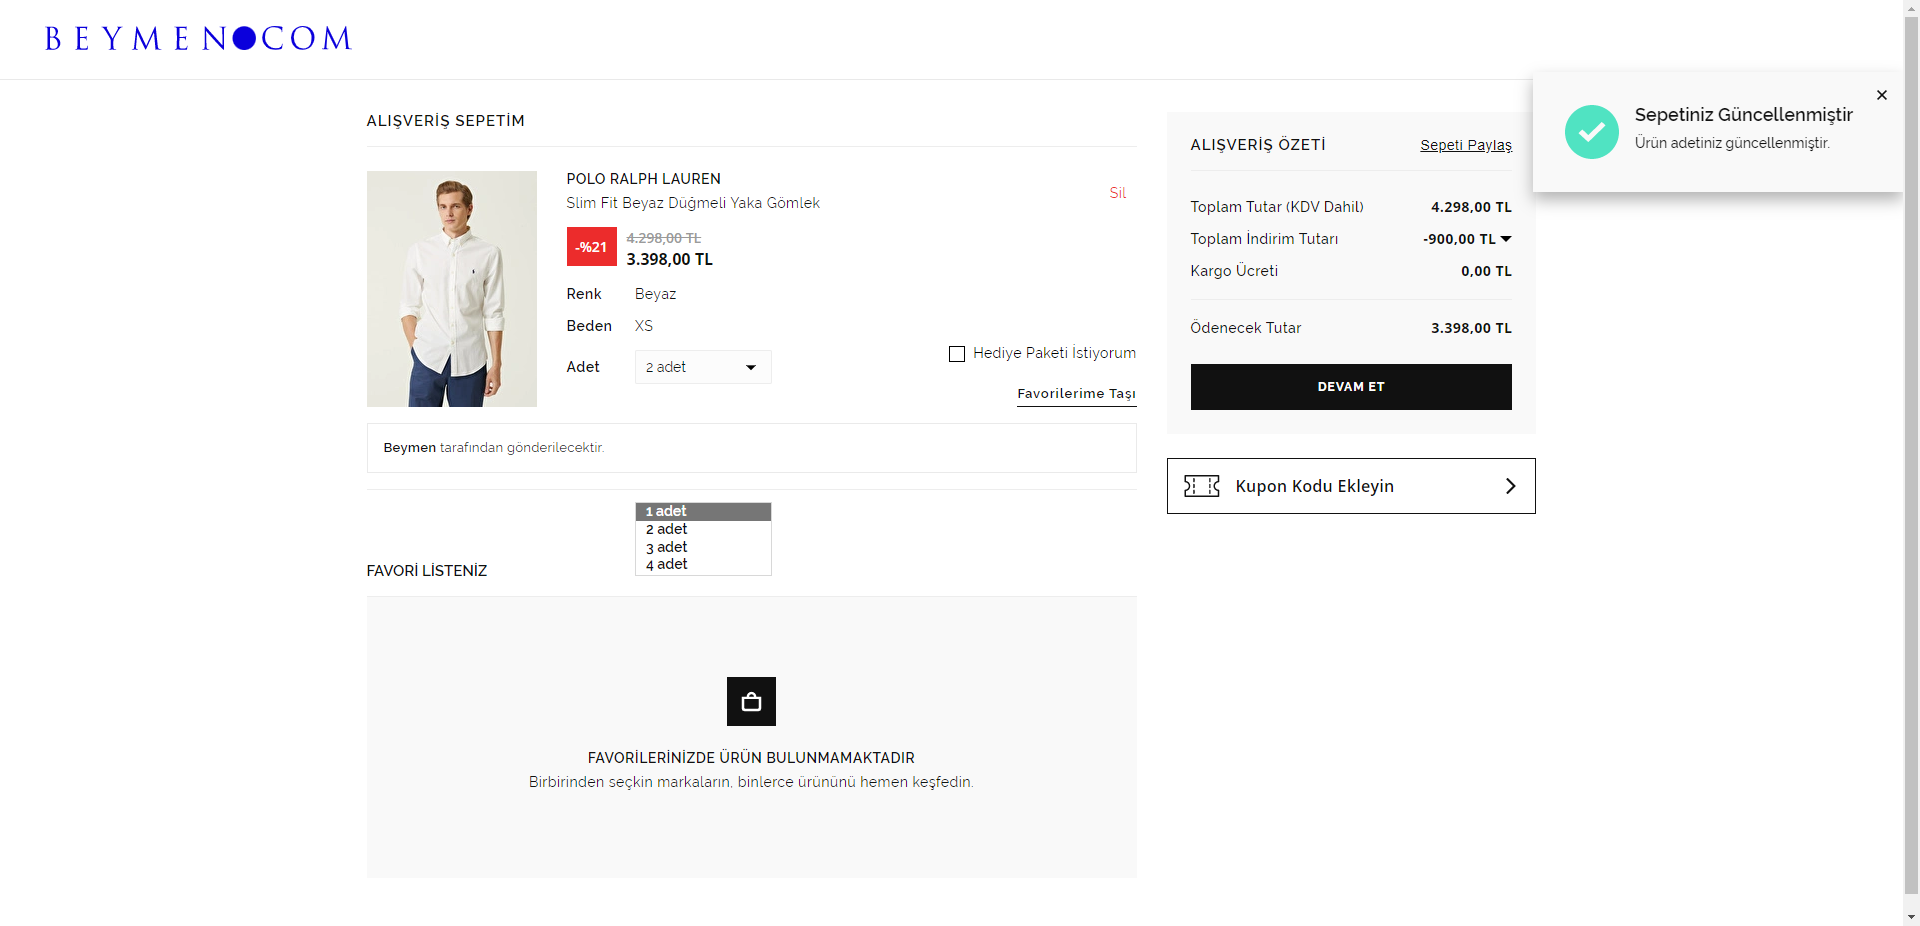 BEYMEN COM
Sepetiniz Güncellenmiştir
Ürün adetiniz güncellenmiştir.
ALIŞVERİŞ SEPETİM
POLO RALPH LAUREN
Slim Fit Beyaz Düğmeli Yaka Gömlek
Sil
-%21
4.298,00 TL
3.398,00 TL
Renk Beyaz
Beden XS
Adet 2 adet
Hediye Paketi İstiyorum
Favorilerime Taşı
Beymen tarafından gönderilecektir.
1 adet
2 adet
3 adet
4 adet
FAVORİ LİSTENİZ
FAVORİLERİNİZDE ÜRÜN BULUNMAMAKTADIR
Birbirinden seçkin markaların, binlerce ürününü hemen keşfedin.
ALIŞVERİŞ ÖZETİ Sepeti Paylaş
Toplam Tutar (KDV Dahil) 4.298,00 TL
Toplam İndirim Tutarı -900,00 TL
Kargo Ücreti 0,00 TL
Ödenecek Tutar 3.398,00 TL
DEVAM ET
Kupon Kodu Ekleyin